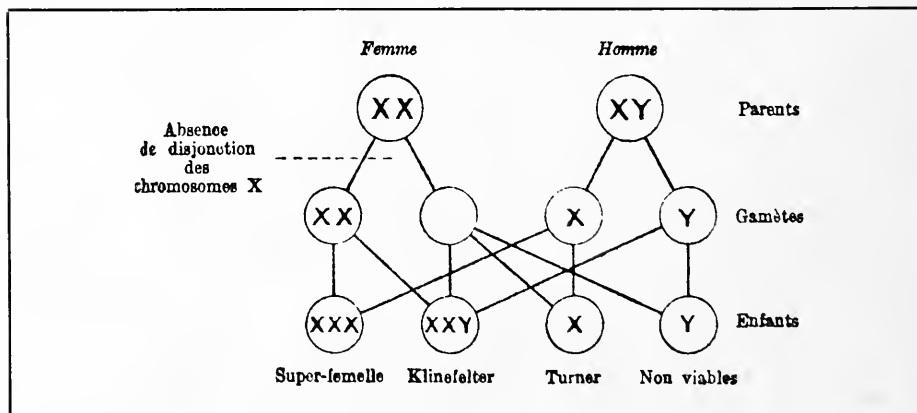 Femme Homme
XX XY Parents
Absence
de disjonction
des
chromosomes X
XX X Y Gamètes
XXX XXY X Y Enfants
Super-femelle Klinefelter Turner Non viables